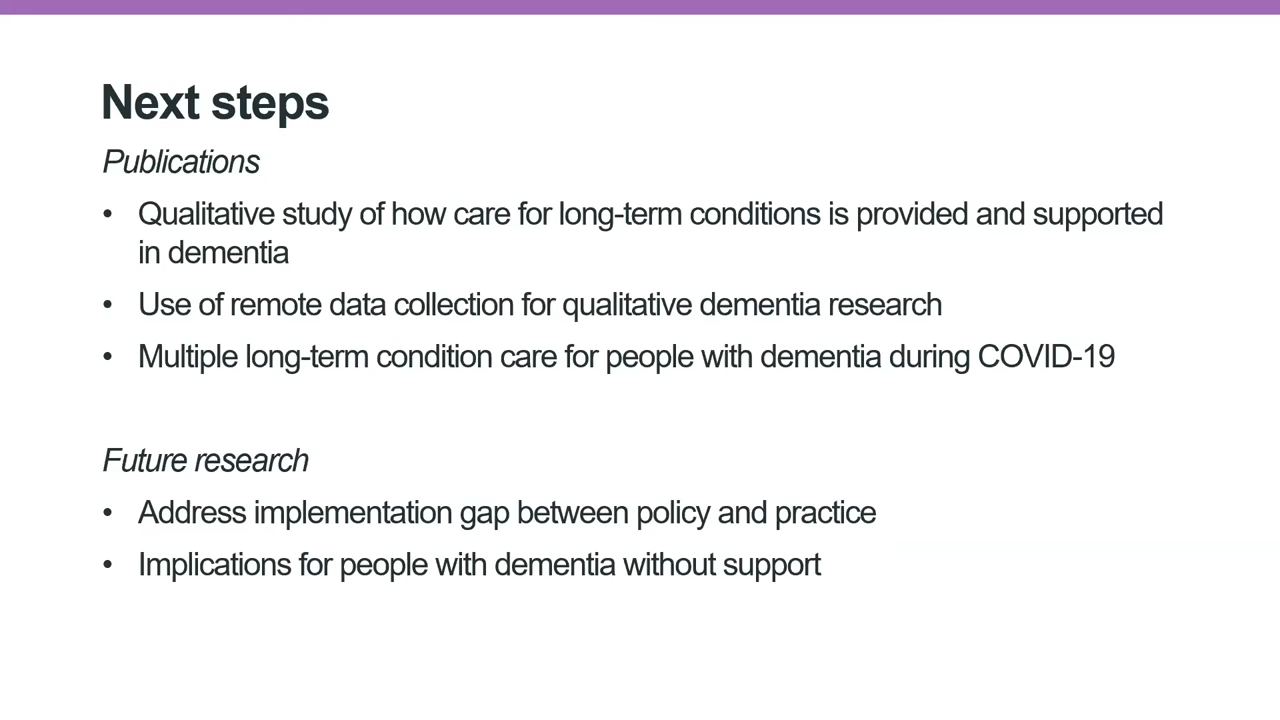 Next steps
Publications
• Qualitative study of how care for long-term conditions is provided and supported
in dementia
• Use of remote data collection for qualitative dementia research
• Multiple long-term condition care for people with dementia during COVID-19
Future research
• Address implementation gap between policy and practice
• Implications for people with dementia without support